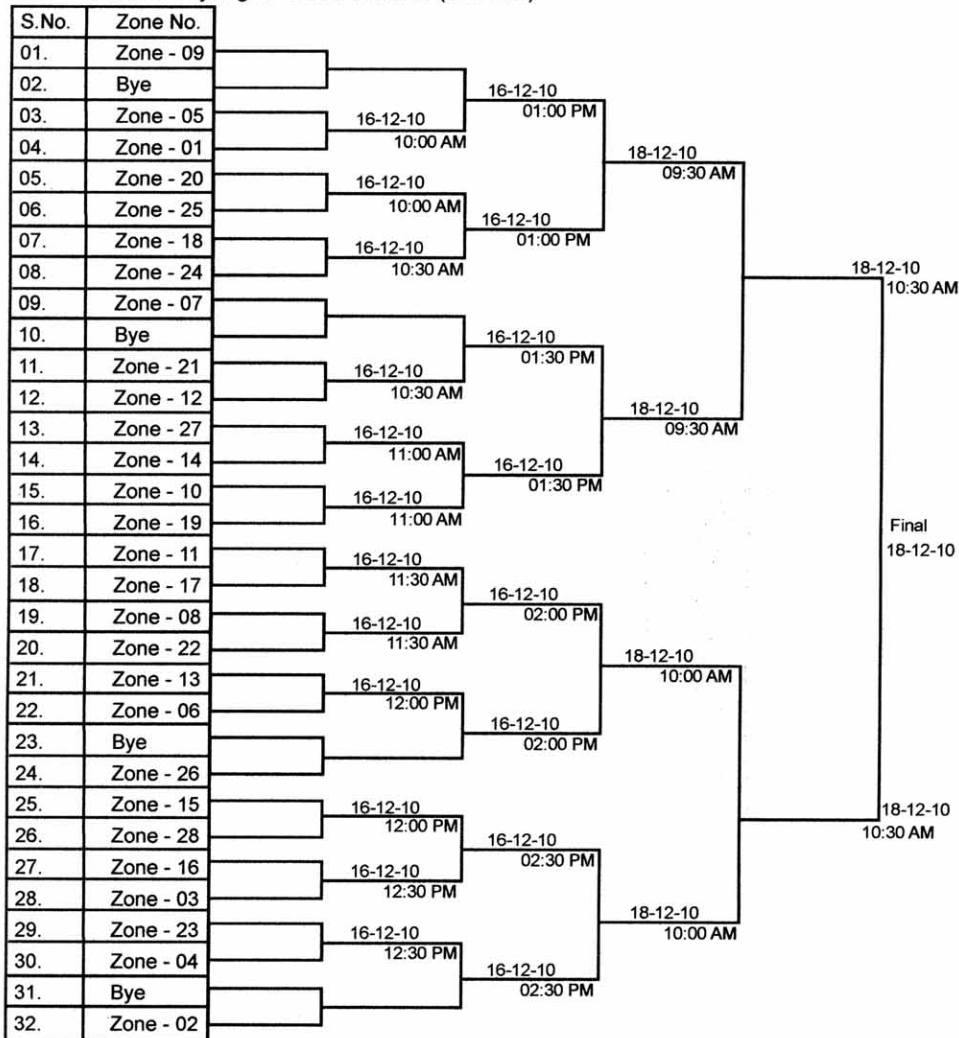 S.No. Zone No.
01. Zone - 09
02. Bye
03. Zone - 05
04. Zone - 01
05. Zone - 20
06. Zone - 25
07. Zone - 18
08. Zone - 24
09. Zone - 07
10. Bye
11. Zone - 21
12. Zone - 12
13. Zone - 27
14. Zone - 14
15. Zone - 10
16. Zone - 19
17. Zone - 11
18. Zone - 17
19. Zone - 08
20. Zone - 22
21. Zone - 13
22. Zone - 06
23. Bye
24. Zone - 26
25. Zone - 15
26. Zone - 28
27. Zone - 16
28. Zone - 03
29. Zone - 23
30. Zone - 04
31. Bye
32. Zone - 02
16-12-10
10:00 AM
16-12-10
10:00 AM
16-12-10
10:30 AM
16-12-10
10:30 AM
16-12-10
11:00 AM
16-12-10
11:00 AM
16-12-10
11:30 AM
16-12-10
11:30 AM
16-12-10
12:00 PM
16-12-10
12:00 PM
16-12-10
12:30 PM
16-12-10
12:30 PM
16-12-10
01:00 PM
16-12-10
01:00 PM
16-12-10
01:30 PM
16-12-10
01:30 PM
16-12-10
02:00 PM
16-12-10
02:00 PM
16-12-10
02:30 PM
16-12-10
02:30 PM
18-12-10
09:30 AM
18-12-10
09:30 AM
18-12-10
10:00 AM
18-12-10
10:00 AM
18-12-10
10:30 AM
Final
18-12-10
18-12-10
10:30 AM